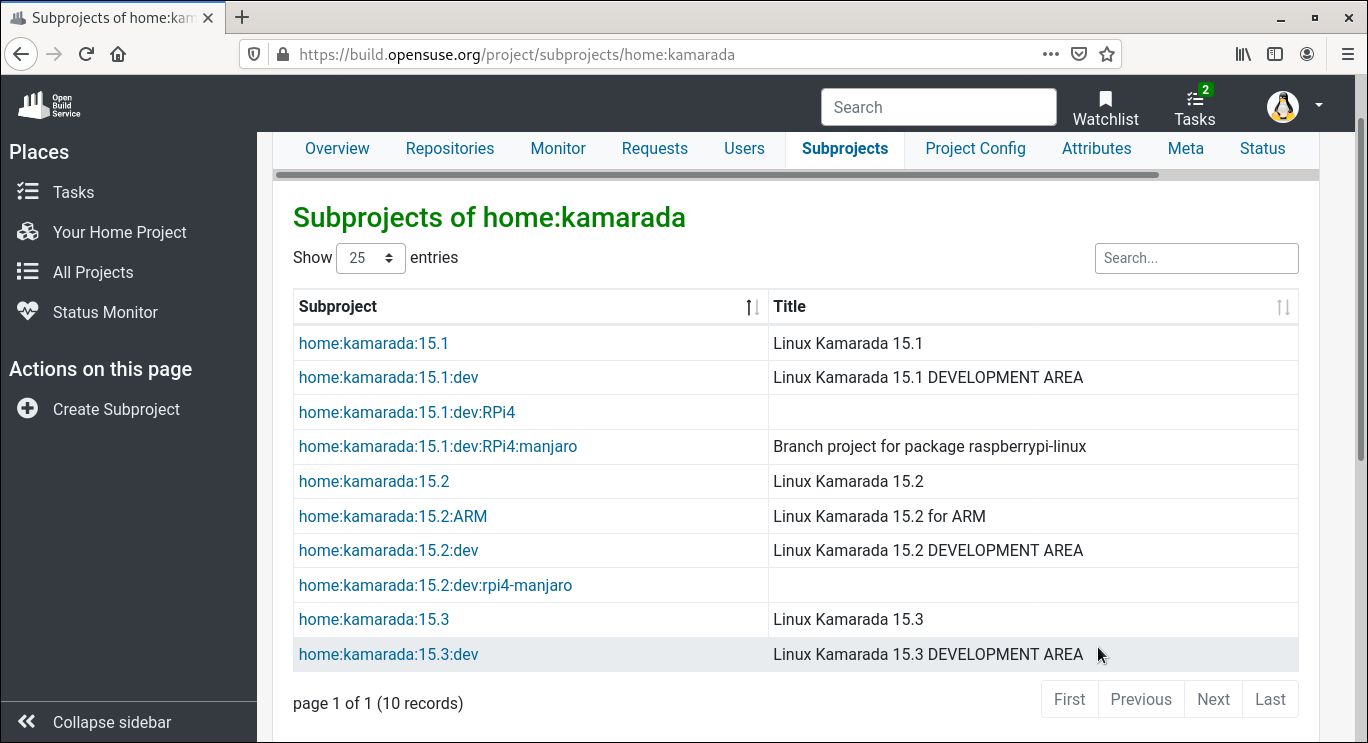 Subprojects of home:kam
https://build.opensuse.org/project/subprojects/home:kamarada
Open
Build
Service
Search
Watchlist
2
Tasks
Places
Tasks
Your Home Project
All Projects
Status Monitor
Actions on this page
Create Subproject
Collapse sidebar
Overview Repositories Monitor Requests Users Subprojects Project Config Attributes Meta Status
Subprojects of home:kamarada
Show 25 entries
Search...
Subproject Title
home:kamarada:15.1 Linux Kamarada 15.1
home:kamarada:15.1:dev Linux Kamarada 15.1 DEVELOPMENT AREA
home:kamarada:15.1:dev:RPi4
home:kamarada:15.1:dev:RPi4:manjaro Branch project for package raspberrypi-linux
home:kamarada:15.2 Linux Kamarada 15.2
home:kamarada:15.2:ARM Linux Kamarada 15.2 for ARM
home:kamarada:15.2:dev Linux Kamarada 15.2 DEVELOPMENT AREA
home:kamarada:15.2:dev:rpi4-manjaro
home:kamarada:15.3 Linux Kamarada 15.3
home:kamarada:15.3:dev Linux Kamarada 15.3 DEVELOPMENT AREA
page 1 of 1 (10 records)
First Previous Next Last